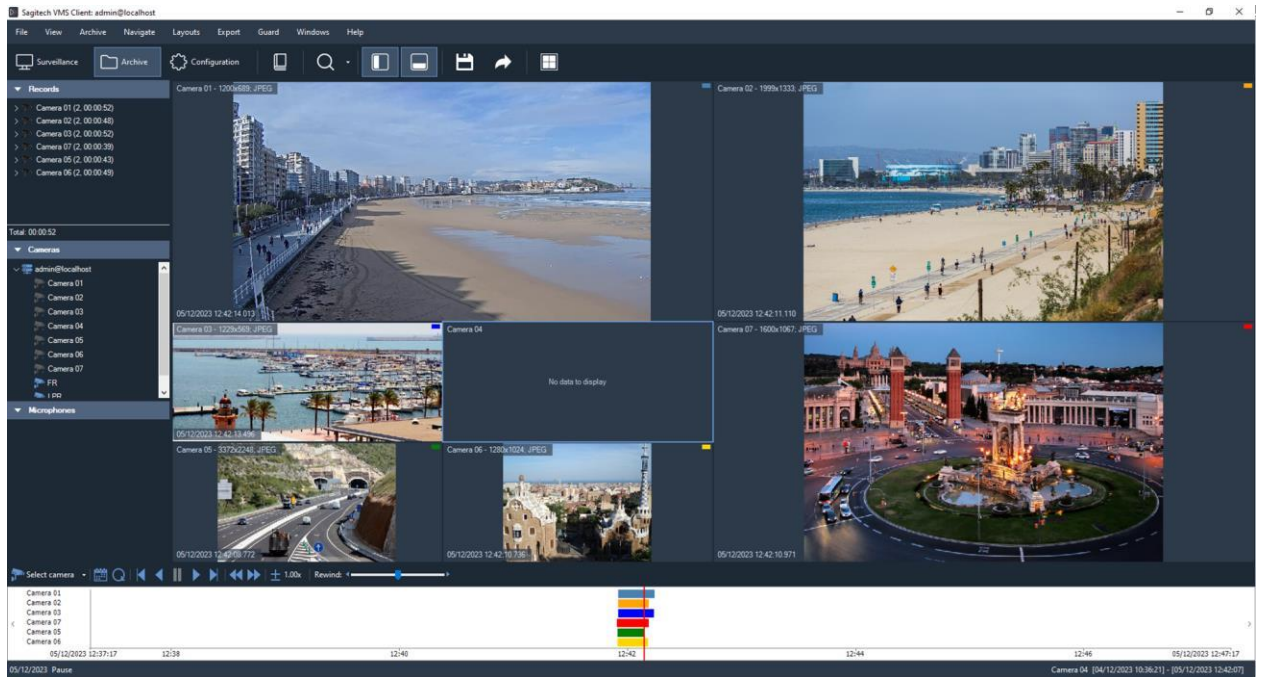 Sagitech VMS Client: admin@localhost
File View Archive Navigate Layouts Export Guard Windows Help
Surveillance Archive Configuration
Records
Camera 01 (2, 00:00:52)
Camera 02 (2, 00:00:48)
Camera 03 (2, 00:00:52)
Camera 07 (2, 00:00:39)
Camera 05 (2, 00:00:43)
Camera 06 (2, 00:00:49)
Total: 00:00:52
Cameras
admin@localhost
Camera 01
Camera 02
Camera 03
Camera 04
Camera 05
Camera 06
Camera 07
FR
LPR
Microphones
Camera 01 - 1200x689; JPEG
05/12/2023 12:42:14.013
Camera 02 - 1999x1333; JPEG
05/12/2023 12:42:11.110
Camera 03 - 1229x569; JPEG
05/12/2023 12:42:13.496
Camera 04
No data to display
Camera 07 - 1600x1067; JPEG
05/12/2023 12:42:10.971
Camera 05 - 3372x2248; JPEG
05/12/2023 12:42:08.772
Camera 06 - 1280x1024; JPEG
05/12/2023 12:42:10.736
Select camera 1.00x Rewind:
Camera 01
Camera 02
Camera 03
Camera 07
Camera 05
Camera 06
05/12/2023 12:37:17 12:38 12:40 12:42 12:44 12:46 05/12/2023 12:47:17
05/12/2023 Pause
Camera 04 [04/12/2023 10:36:21] - [05/12/2023 12:42:07]